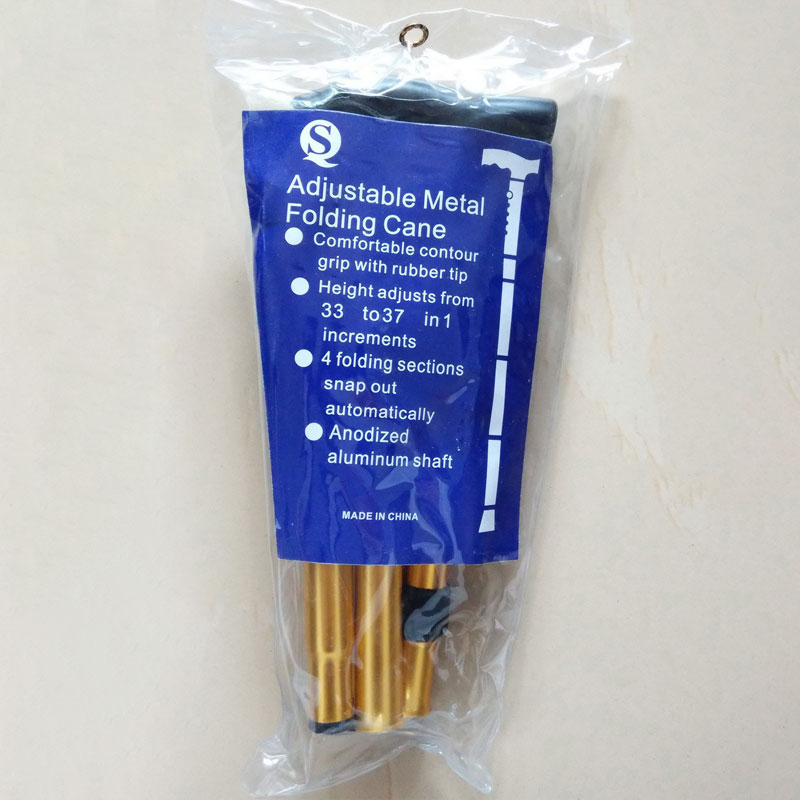 SQ
Adjustable Metal
Folding Cane
Comfortable contour
grip with rubber tip
Height adjusts from
33 to 37 in 1
increments
4 folding sections
snap out
automatically
Anodized
aluminum shaft
MADE IN CHINA